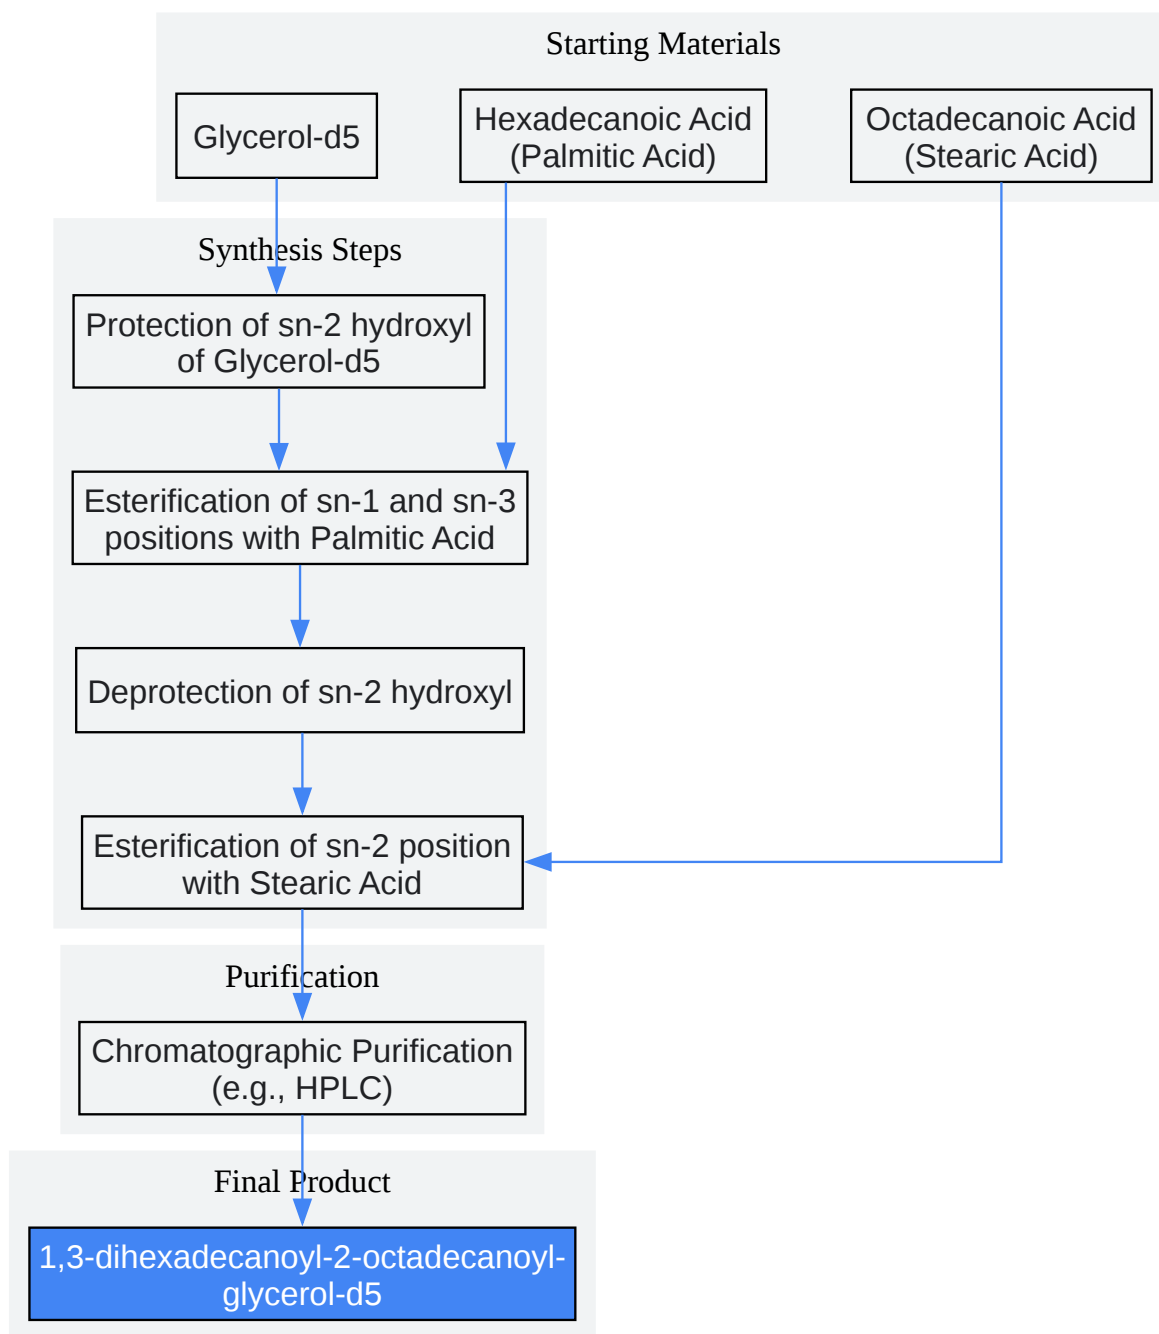 Starting Materials
Glycerol-d5
Hexadecanoic Acid
(Palmitic Acid)
Octadecanoic Acid
(Stearic Acid)
Synthesis Steps
Protection of sn-2 hydroxyl
of Glycerol-d5
Esterification of sn-1 and sn-3
positions with Palmitic Acid
Deprotection of sn-2 hydroxyl
Esterification of sn-2 position
with Stearic Acid
Purification
Chromatographic Purification
(e.g., HPLC)
Final Product
1,3-dihexadecanoyl-2-octadecanoyl-
glycerol-d5